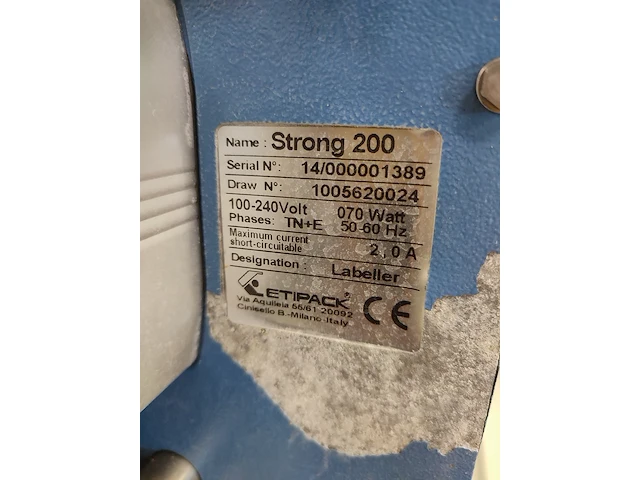 Name : Strong 200
Serial N°: 14/000001389
Draw N°: 1005620024
100-240Volt 070 Watt
Phases: TN+E 50-60 Hz
Maximum current
short-circuitable 2,0 A
Designation : Labeller
ETIPACK
Via Aquileia 55/61 20092
Cinisello B.-Milano-Italy
CE